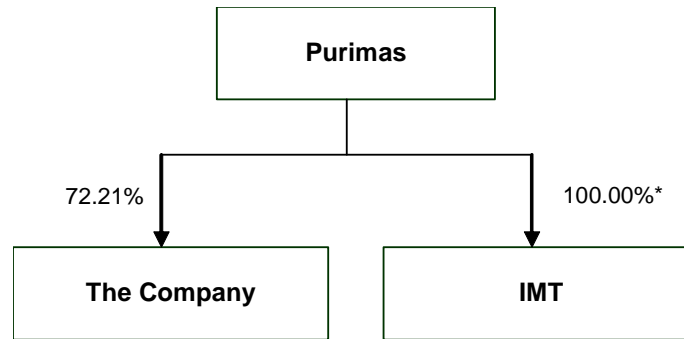 Purimas
72.21%
100.00%*
The Company
IMT